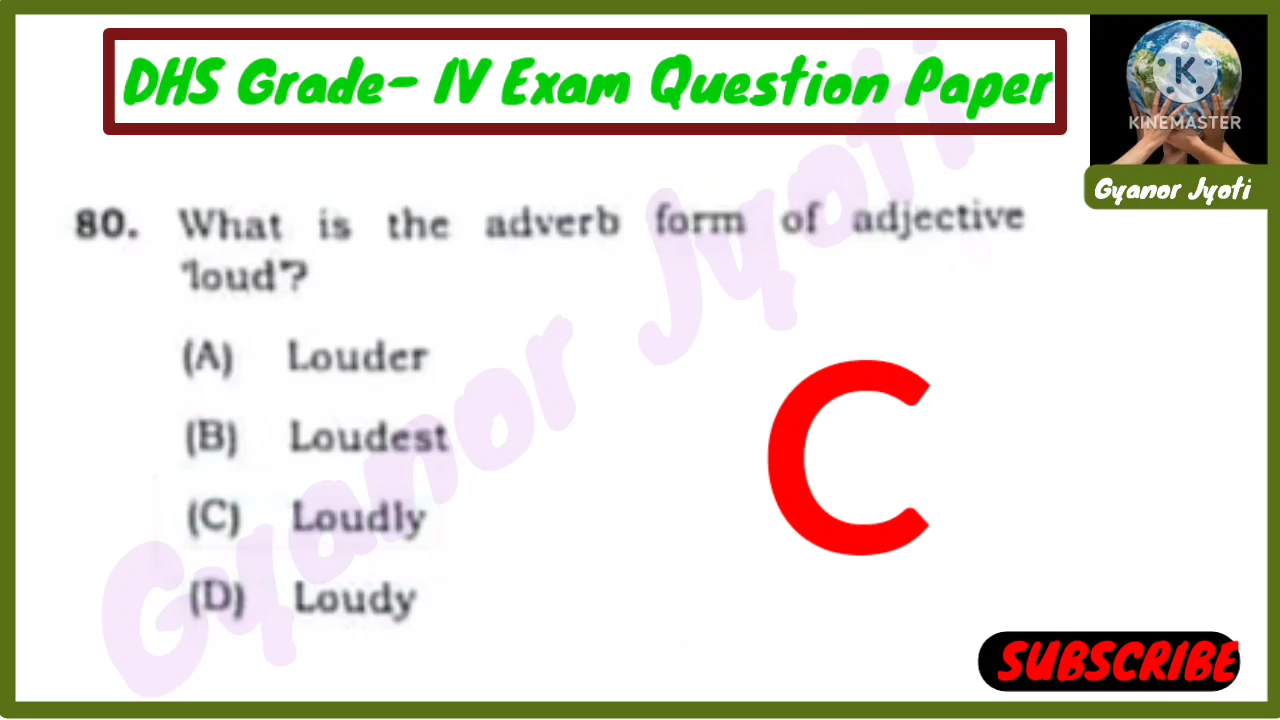 DHS Grade- IV Exam Question Paper
KINEMASTER
Gyanor Jyoti
80. What is the adverb form of adjective
'loud'?
(A) Louder
(B) Loudest
(C) Loudly
(D) Loudy
C
Gyanor Jyoti
SUBSCRIBE